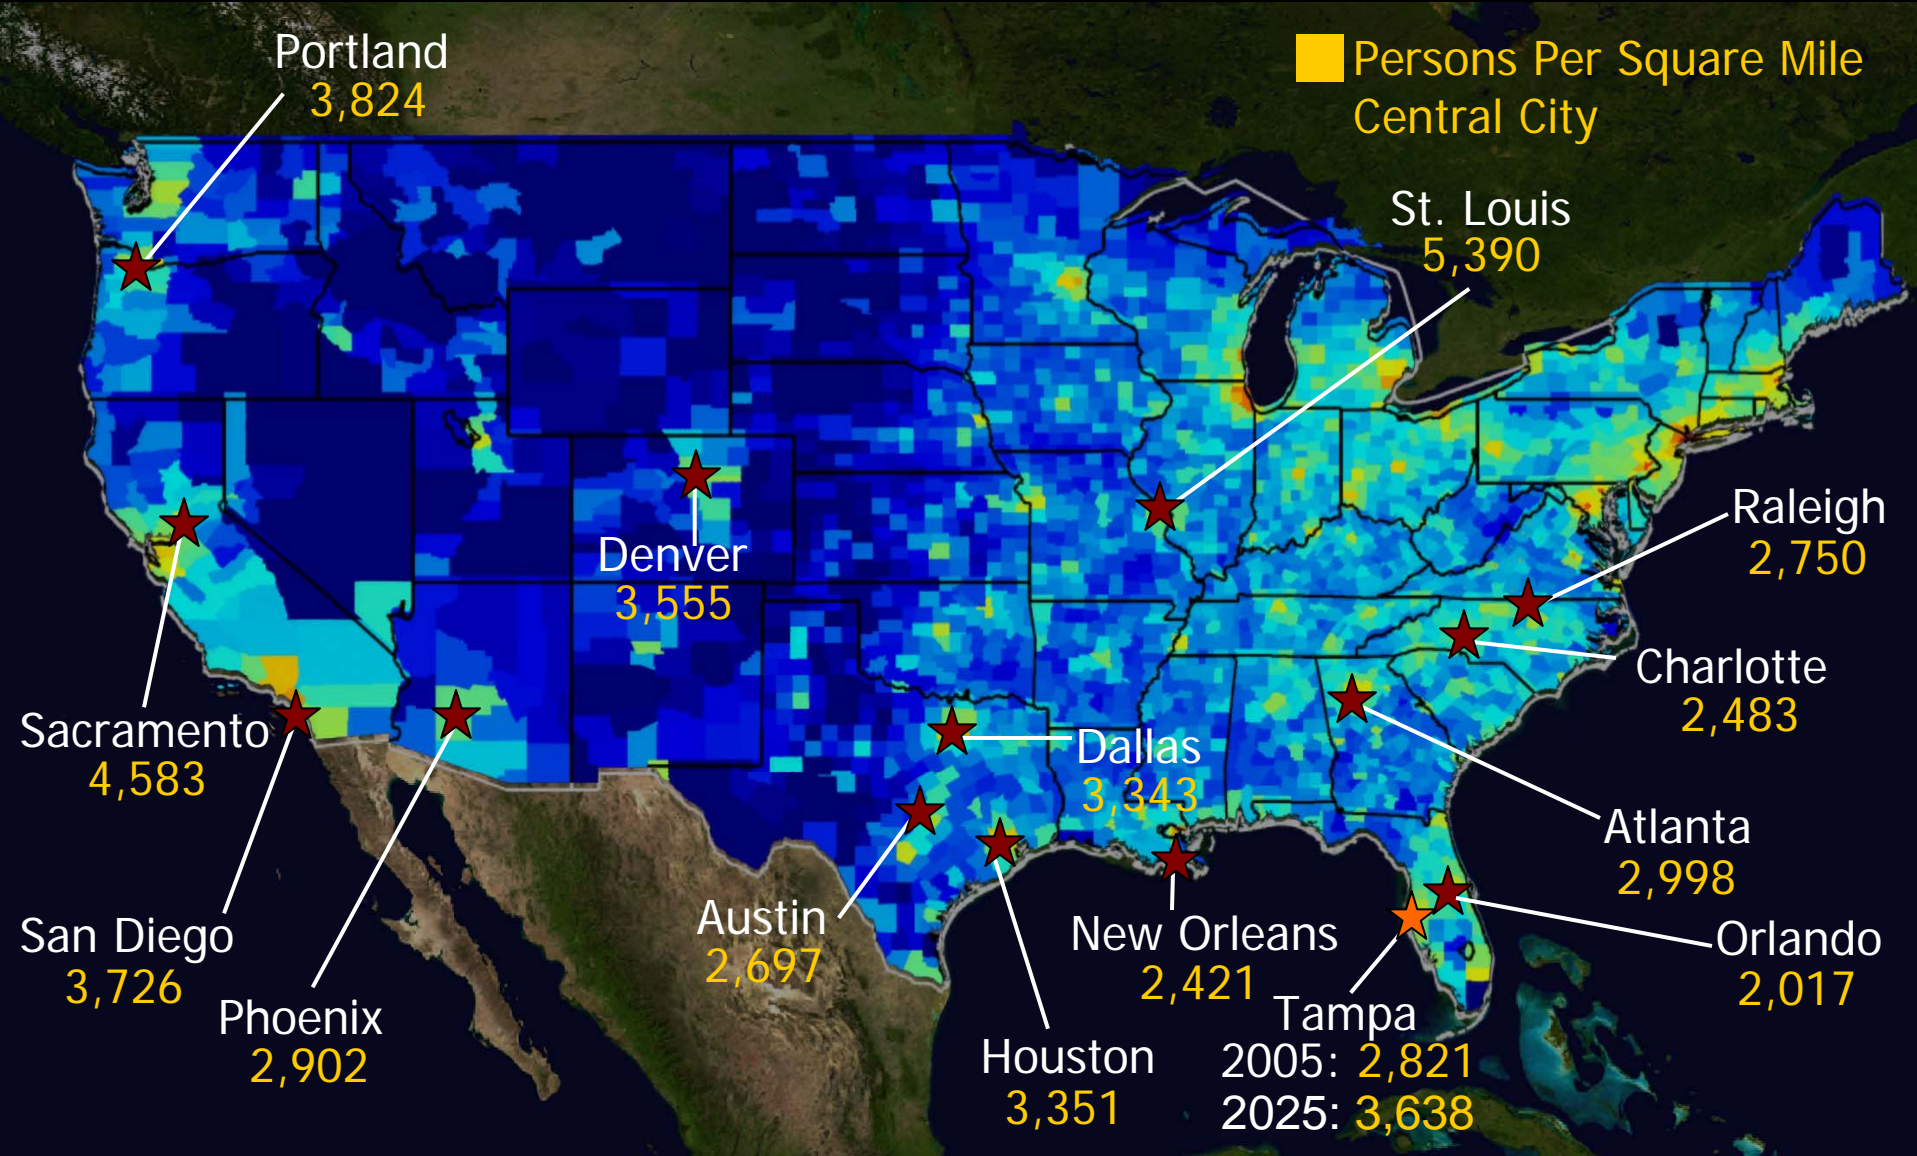 Portland
3,824
Persons Per Square Mile
Central City
St. Louis
5,390
Raleigh
2,750
Denver
3,555
Charlotte
2,483
Sacramento
4,583
Dallas
3,343
Atlanta
2,998
San Diego
3,726
Austin
2,697
New Orleans
2,421
Orlando
2,017
Phoenix
2,902
Houston
3,351
Tampa
2005: 2,821
2025: 3,638